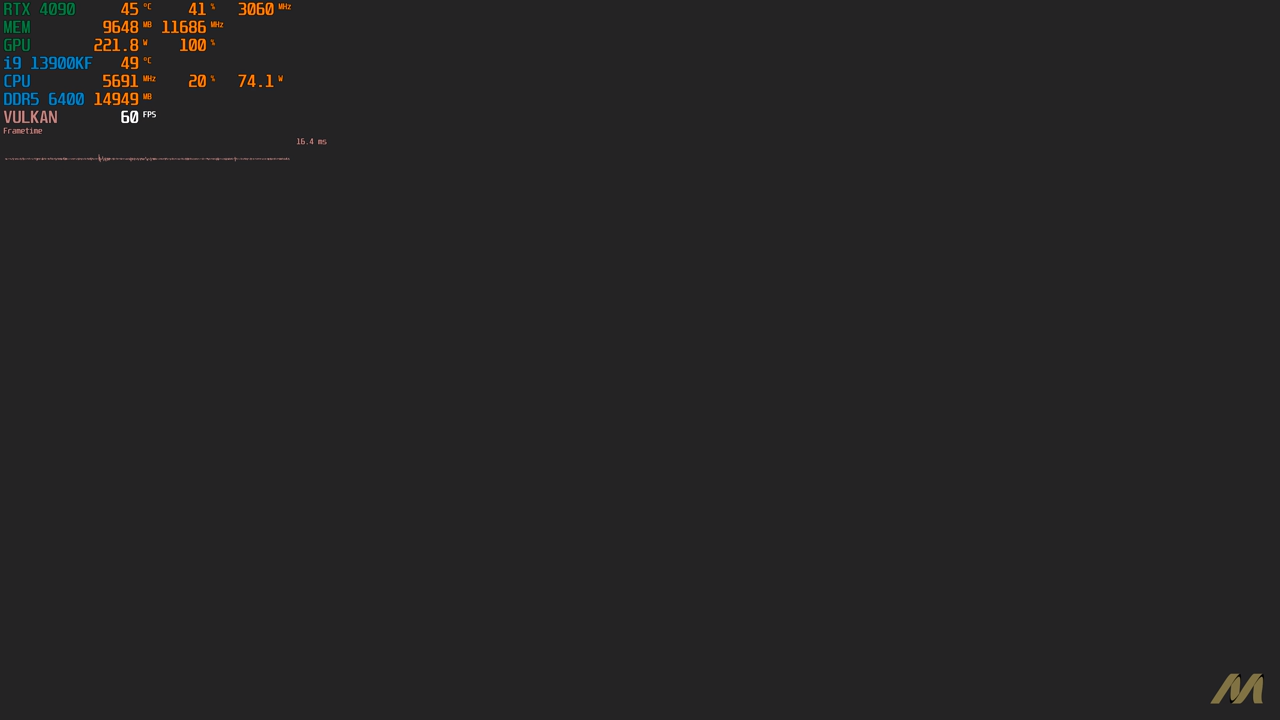 RTX 4090 45 °C 41 % 3060 MHz
MEM 9648 MB 11686 MHz
GPU 221.8 W 100 %
i9 13900KF 49 °C
CPU 5691 MHz 20 % 74.1 W
DDR5 6400 14949 MB
VULKAN 60 FPS
Frametime
16.4 ms